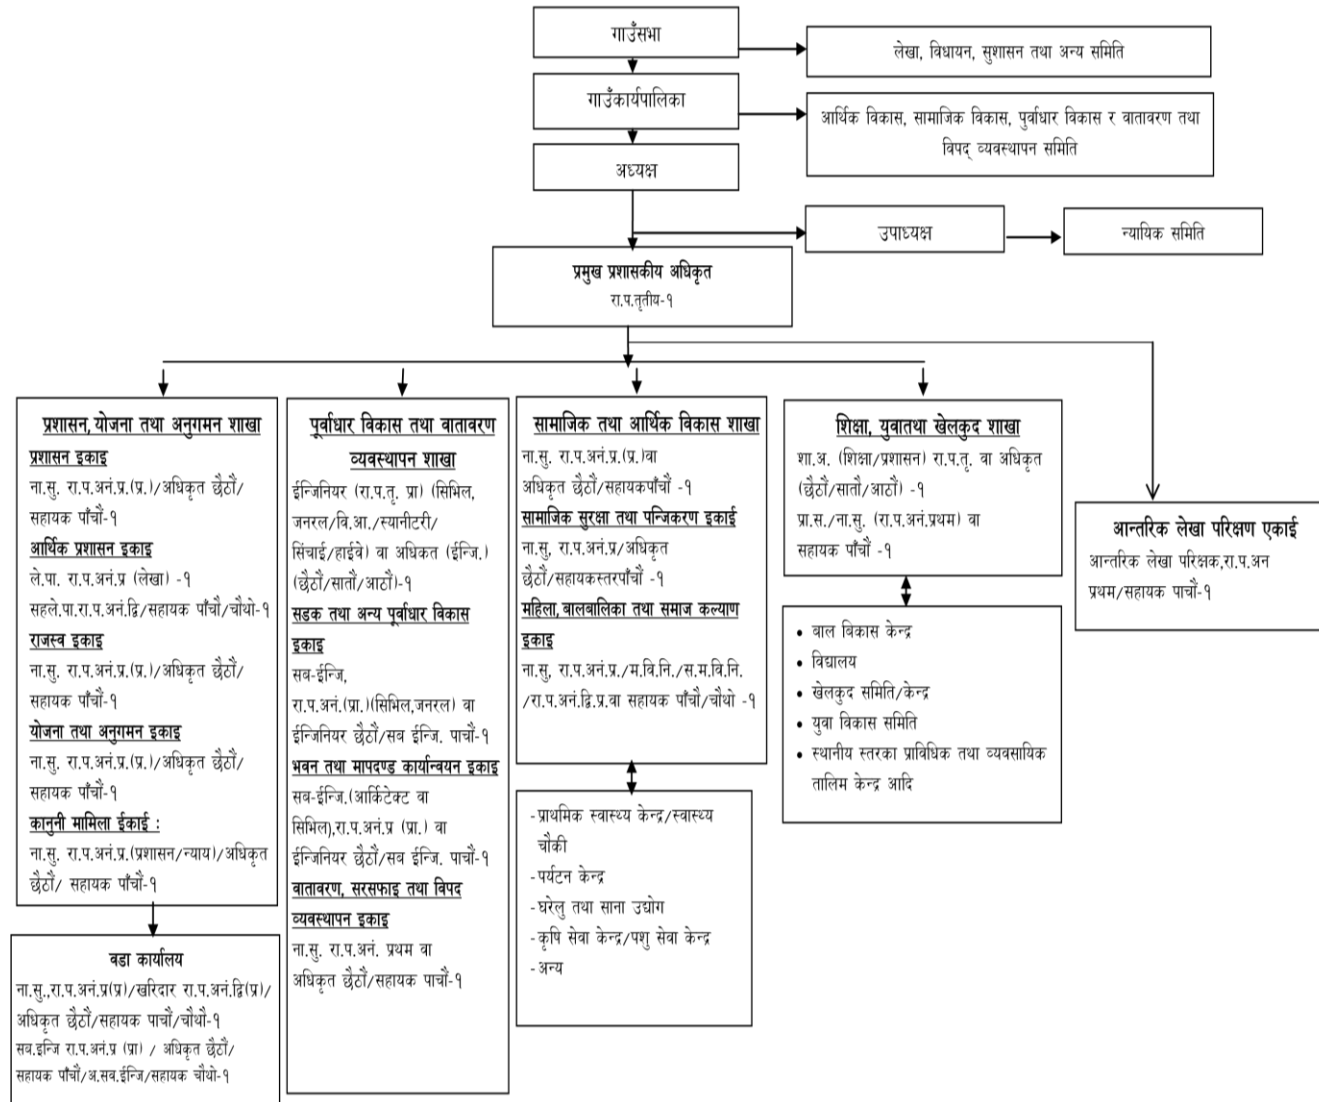 गाउँसभा
लेखा, विधायन, सुशासन तथा अन्य समिति
गाउँकार्यपालिका
आर्थिक विकास, सामाजिक विकास, पुर्वाधार विकास र वातावरण तथा
विपद् व्यवस्थापन समिति
अध्यक्ष
उपाध्यक्ष
न्यायिक समिति
प्रमुख प्रशासकीय अधिकृत
रा.प.तृतीय-१
प्रशासन, योजना तथा अनुगमन शाखा
प्रशासन इकाइ
ना.सु. रा.प.अनं.प्र.(प्र.)/अधिकृत छैठौं/
सहायक पाँचौं-१
आर्थिक प्रशासन इकाइ
ले.पा. रा.प.अनं.प्र (लेखा) -१
सहले.पा.रा.प.अनं.द्वि/सहायक पाँचौ/चौथो-१
राजस्व इकाइ
ना.सु. रा.प.अनं.प्र.(प्र.)/अधिकृत छैठौं/
सहायक पाँचौं-१
योजना तथा अनुगमन इकाइ
ना.सु. रा.प.अनं.प्र.(प्र.)/अधिकृत छैठौं/
सहायक पाँचौं-१
कानुनी मामिला ईकाई :
ना.सु. रा.प.अनं.प्र.(प्रशासन/न्याय)/अधिकृत
छैठौं/ सहायक पाँचौं-१
वडा कार्यालय
ना.सु.,रा.प.अनं.प्र(प्र)/खरिदार रा.प.अनं.द्वि(प्र)/
अधिकृत छैठौं/सहायक पाचौं/चौथौ-१
सब.इन्जि रा.प.अनं.प्र (प्रा) / अधिकृत छैठौं/
सहायक पाँचौं/अ.सब.ईन्जि/सहायक चौथो-१
पूर्वाधार विकास तथा वातावरण
व्यवस्थापन शाखा
ईन्जिनियर (रा.प.तृ. प्रा) (सिभिल,
जनरल/वि.आ./स्यानीटरी/
सिंचाई/हाईवे) वा अधिकत (ईन्जि.)
(छैठौं/सातौं/आठौं)-१
सडक तथा अन्य पूर्वाधार विकास
इकाइ
सब-ईन्जि,
रा.प.अनं.(प्रा.)(सिभिल,जनरल) वा
ईन्जिनियर छैठौं/सब ईन्जि. पाचौं-१
भवन तथा मापदण्ड कार्यान्वयन इकाइ
सब-ईन्जि.(आर्किटेक्ट वा
सिभिल),रा.प.अनं.प्र (प्रा.) वा
ईन्जिनियर छैठौं/सब ईन्जि. पाचौं-१
वातावरण, सरसफाइ तथा विपद
व्यवस्थापन इकाइ
ना.सु. रा.प.अनं. प्रथम वा
अधिकृत छैठौं/सहायक पाचौं-१
सामाजिक तथा आर्थिक विकास शाखा
ना.सु. रा.प.अनं.प्र.(प्र.)वा
अधिकृत छैठौं/सहायकपाँचौं -१
सामाजिक सुरक्षा तथा पन्जिकरण इकाइ
ना.सु, रा.प.अनं.प्र/अधिकृत
छैठौं/सहायकस्तरपाँचौं -१
महिला, बालबालिका तथा समाज कल्याण
इकाइ
ना.सु, रा.प.अनं.प्र./म.वि.नि./स.म.वि.नि.
/रा.प.अनं.द्वि.प्र.वा सहायक पाँचौ/चौथो -१
-प्राथमिक स्वास्थ्य केन्द्र/स्वास्थ्य
चौकी
-पर्यटन केन्द्र
-घरेलु तथा साना उद्योग
-कृषि सेवा केन्द्र/पशु सेवा केन्द्र
-अन्य
शिक्षा, युवातथा खेलकुद शाखा
शा.अ. (शिक्षा/प्रशासन) रा.प.तृ. वा अधिकृत
(छैठौं/सातौं/आठौं) -१
प्रा.स./ना.सु. (रा.प.अनं.प्रथम) वा
सहायक पाँचौं -१
• बाल विकास केन्द्र
• विद्यालय
• खेलकुद समिति/केन्द्र
• युवा विकास समिति
• स्थानीय स्तरका प्राविधिक तथा व्यवसायिक
तालिम केन्द्र आदि
आन्तरिक लेखा परिक्षण एकाई
आन्तरिक लेखा परिक्षक,रा.प.अन
प्रथम/सहायक पाचौं-१